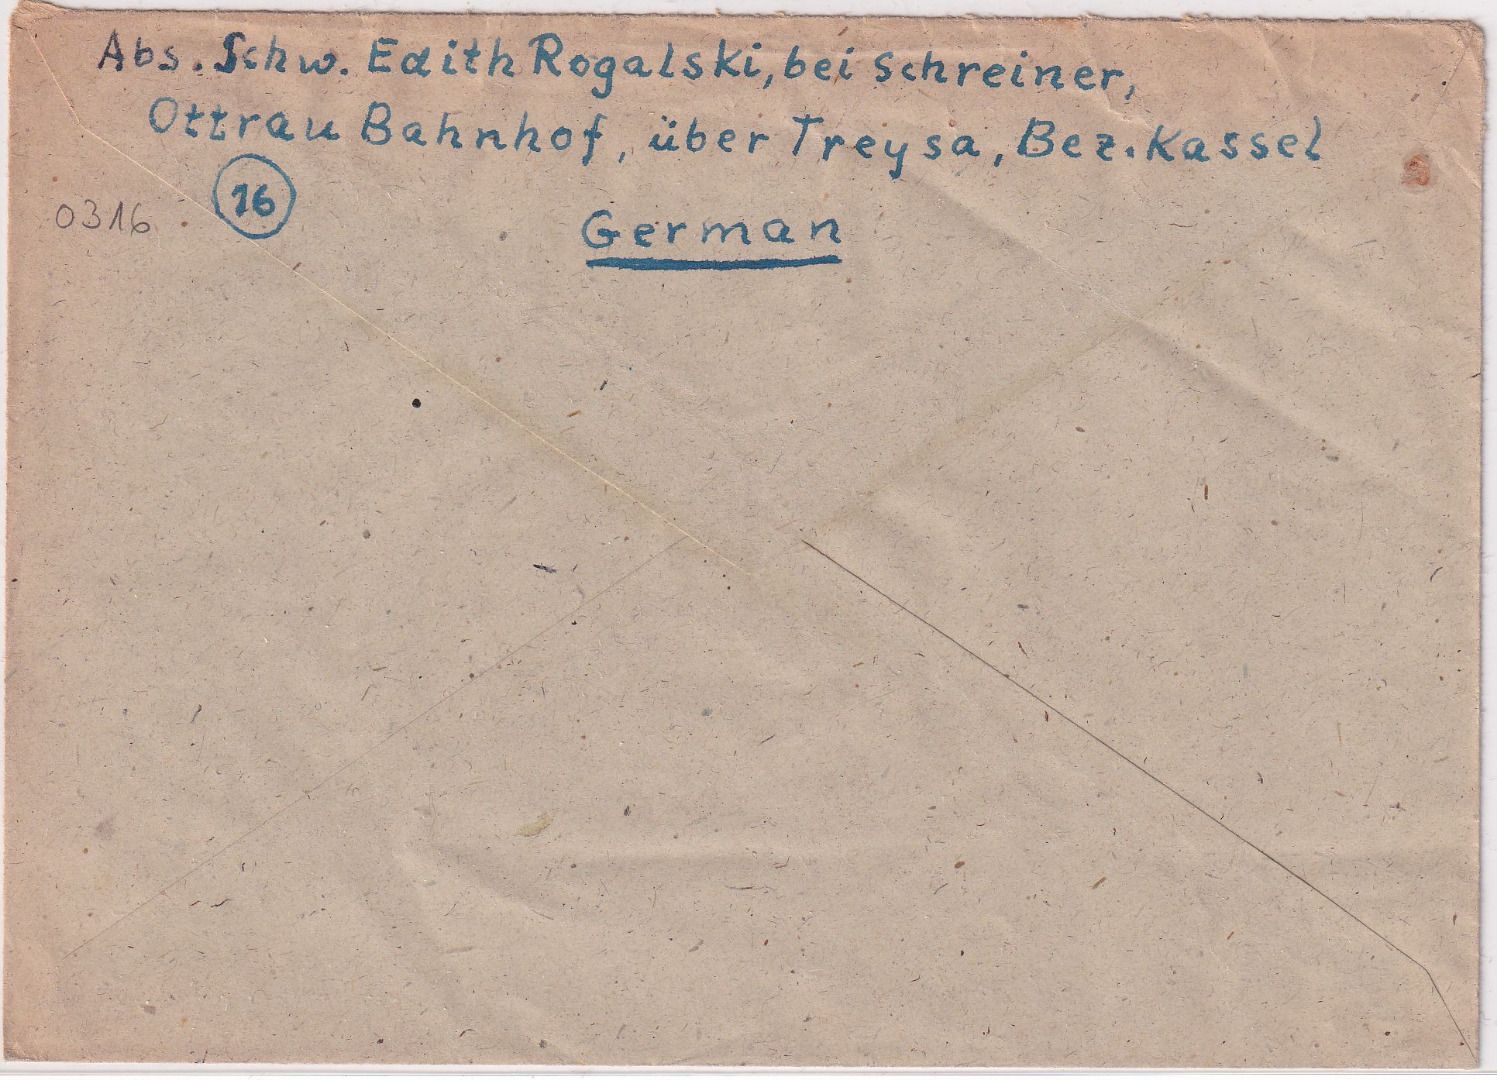 Abs. Schw. Edith Rogalski, bei Schreiner,
Ottrau Bahnhof, über Treysa, Bez. Kassel
16
0316
German